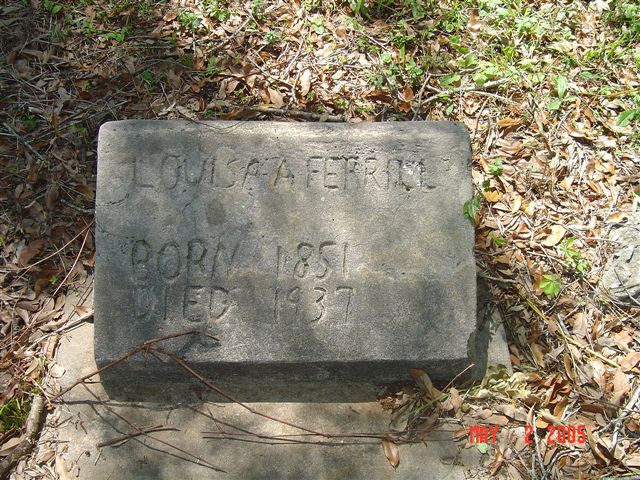 LOUISA A FERRILL
BORN 1851
DIED 1937
MAY 2 2005